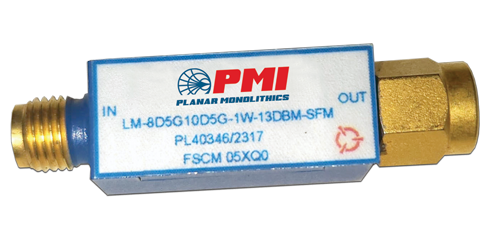 PMI
PLANAR MONOLITHICS
IN
OUT
LM-8D5G10D5G-1W-13DBM-SFM
PL40346/2317
FSCM 05XQ0